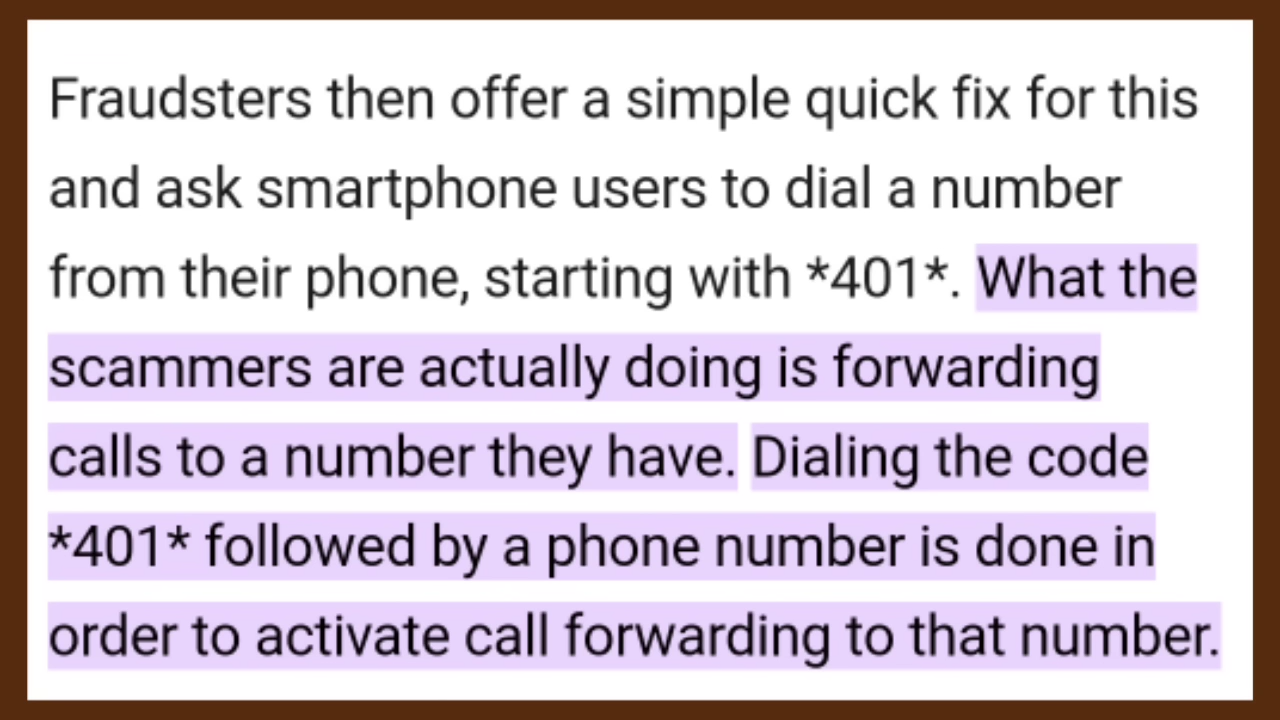 Fraudsters then offer a simple quick fix for this
and ask smartphone users to dial a number
from their phone, starting with *401*. What the
scammers are actually doing is forwarding
calls to a number they have. Dialing the code
*401* followed by a phone number is done in
order to activate call forwarding to that number.